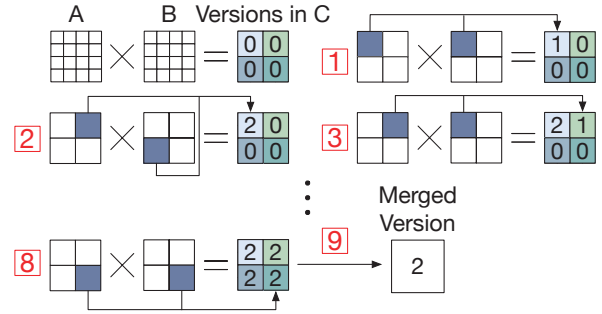 A B Versions in C
× × = 0 0
0 0
1 × = 1 0
0 0
2 × = 2 0
0 0
3 × = 2 1
0 0
⋮
Merged
Version
8 × = 2 2
2 2
9
2